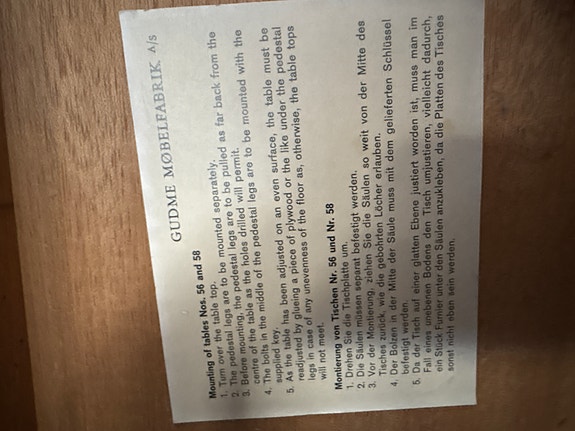 GUDME MØBELFABRIK A/S
Mounting of tables Nos. 56 and 58
1. Turn over the table top.
2. The pedestal legs are to be mounted separately.
3. Before mounting, the pedestal legs are to be pulled as far back from the
centre of the table as the holes drilled will permit.
4. The bolts in the middle of the pedestal legs are to be mounted with the
supplied key.
5. As the table has been adjusted on an even surface, the table must be
readjusted by glueing a piece of plywood or the like under the pedestal
legs in case of any unevenness of the floor as, otherwise, the table tops
will not meet.
Montierung von Tischen Nr. 56 und Nr. 58
1. Drehen Sie die Tischplatte um.
2. Die Säulen müssen separat befestigt werden.
3. Vor der Montierung, ziehen Sie die Säulen so weit von der Mitte des
Tisches zurück, wie die gebohrten Löcher erlauben.
4. Der Bolzen in der Mitte der Säule muss mit dem gelieferten Schlüssel
befestigt werden.
5. Da der Tisch auf einer glatten Ebene justiert worden ist, muss man im
Fall eines unebenen Bodens den Tisch umjustieren, vielleicht dadurch,
ein Stück Furnier unter den Säulen anzukleben, da die Platten des Tisches
sonst nicht eben sein werden.